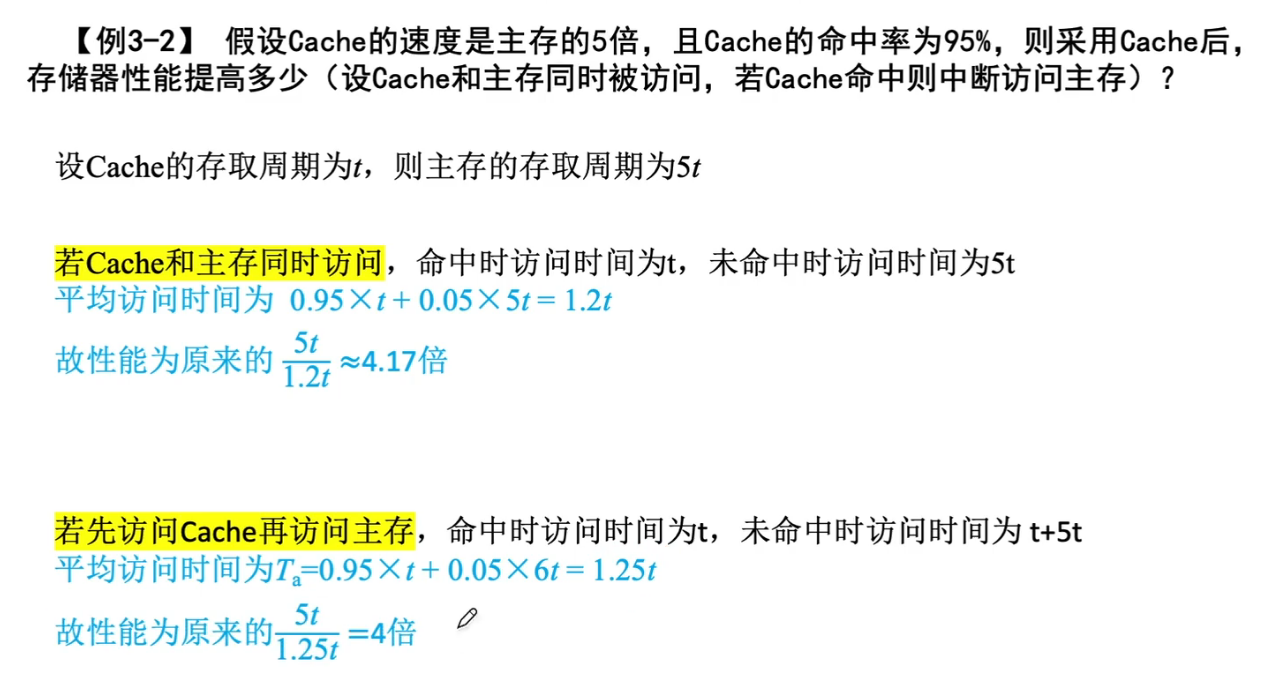 【例3-2】 假设Cache的速度是主存的5倍，且Cache的命中率为95%，则采用Cache后，
存储器性能提高多少（设Cache和主存同时被访问，若Cache命中则中断访问主存）？
设Cache的存取周期为t，则主存的存取周期为5t
若Cache和主存同时访问，命中时访问时间为t，未命中时访问时间为5t
平均访问时间为 0.95×t + 0.05×5t = 1.2t
故性能为原来的 5t/1.2t ≈4.17倍
若先访问Cache再访问主存，命中时访问时间为t，未命中时访问时间为 t+5t
平均访问时间为Ta=0.95×t + 0.05×6t = 1.25t
故性能为原来的 5t/1.25t =4倍